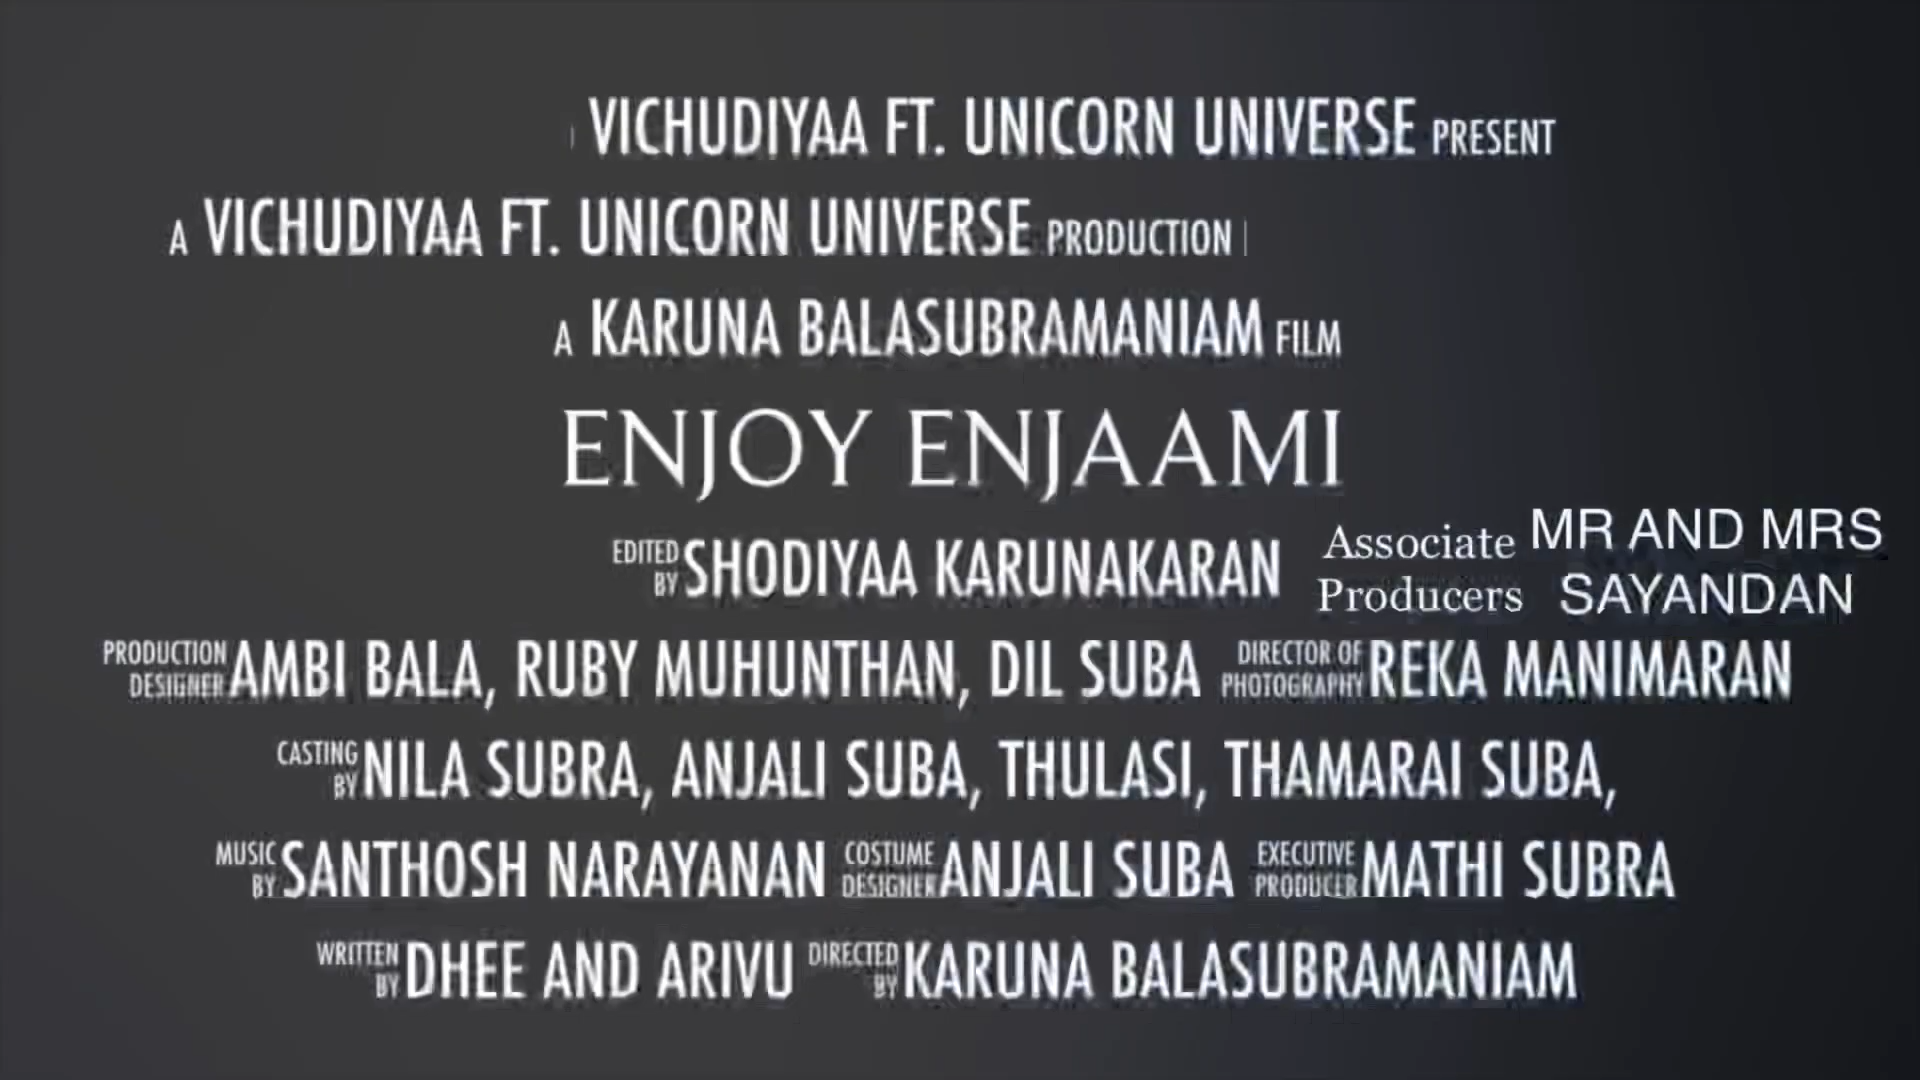 VICHUDIYAA FT. UNICORN UNIVERSE PRESENT
A VICHUDIYAA FT. UNICORN UNIVERSE PRODUCTION
A KARUNA BALASUBRAMANIAM FILM
ENJOY ENJAAMI
EDITED BY SHODIYAA KARUNAKARAN Associate Producers MR AND MRS SAYANDAN
PRODUCTION DESIGNER AMBI BALA, RUBY MUHUNTHAN, DIL SUBA DIRECTOR OF PHOTOGRAPHY REKA MANIMARAN
CASTING BY NILA SUBRA, ANJALI SUBA, THULASI, THAMARAI SUBA,
MUSIC BY SANTHOSH NARAYANAN COSTUME DESIGNER ANJALI SUBA EXECUTIVE PRODUCER MATHI SUBRA
WRITTEN BY DHEE AND ARIVU DIRECTED BY KARUNA BALASUBRAMANIAM